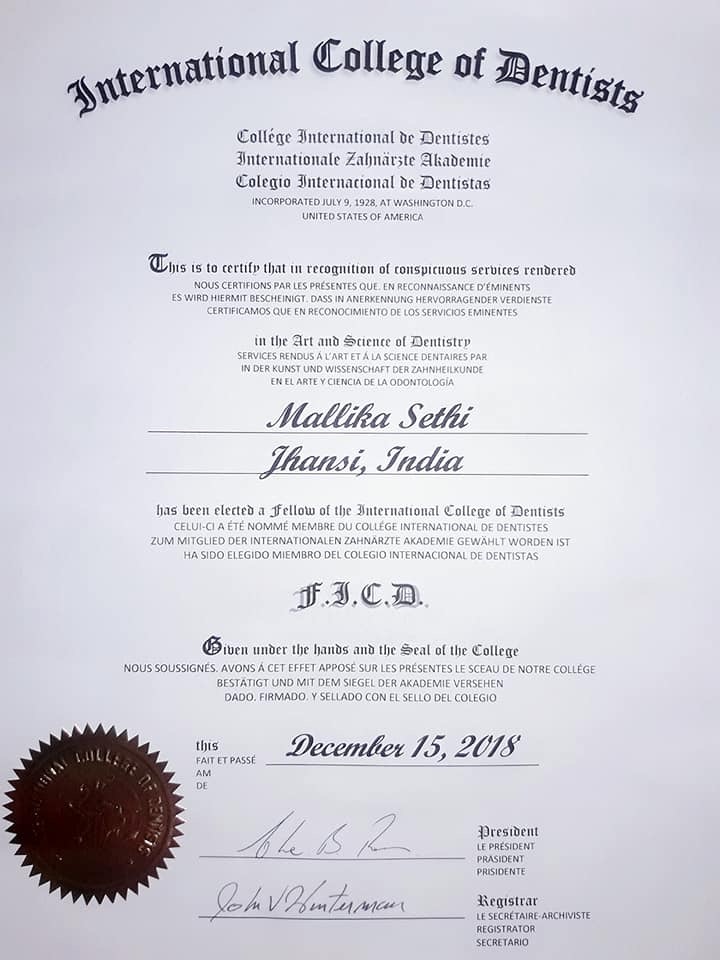 International College of Dentists
Collége International de Dentistes
Internationale Zahnärzte Akademie
Colegio Internacional de Dentistas
INCORPORATED JULY 9, 1928, AT WASHINGTON D.C.
UNITED STATES OF AMERICA
This is to certify that in recognition of conspicuous services rendered
NOUS CERTIFIONS PAR LES PRÉSENTES QUE. EN RECONNAISSANCE D'ÉMINENTS
ES WIRD HIERMIT BESCHEINIGT. DASS IN ANERKENNUNG HERVORRAGENDER VERDIENSTE
CERTIFICAMOS QUE EN RECONOCIMIENTO DE LOS SERVICIOS EMINENTES
in the Art and Science of Dentistry
SERVICES RENDUS Á L'ART ET Á LA SCIENCE DENTAIRES PAR
IN DER KUNST UND WISSENSCHAFT DER ZAHNHEILKUNDE
EN EL ARTE Y CIENCIA DE LA ODONTOLOGÍA
Mallika Sethi
Jhansi, India
has been elected a Fellow of the International College of Dentists
CELUI-CI A ÉTÉ NOMMÉ MEMBRE DU COLLÉGE INTERNATIONAL DE DENTISTES
ZUM MITGLIED DER INTERNATIONALEN ZAHNÄRZTE AKADEMIE GEWÄHLT WORDEN IST
HA SIDO ELEGIDO MIEMBRO DEL COLEGIO INTERNACIONAL DE DENTISTAS
F.I.C.D.
Given under the hands and the Seal of the College
NOUS SOUSSIGNÉS. AVONS Á CET EFFET APPOSÉ SUR LES PRÉSENTES LE SCEAU DE NOTRE COLLÉGE
BESTÄTIGT UND MIT DEM SIEGEL DER AKADEMIE VERSEHEN
DADO. FIRMADO. Y SELLADO CON EL SELLO DEL COLEGIO
this December 15, 2018
FAIT ET PASSÉ
AM
DE
President
LE PRÉSIDENT
PRÄSIDENT
PRISIDENTE
John V Hinterman
Registrar
LE SECRÉTAIRE-ARCHIVISTE
REGISTRATOR
SECRETARIO
COLLEGE OF DENTISTS